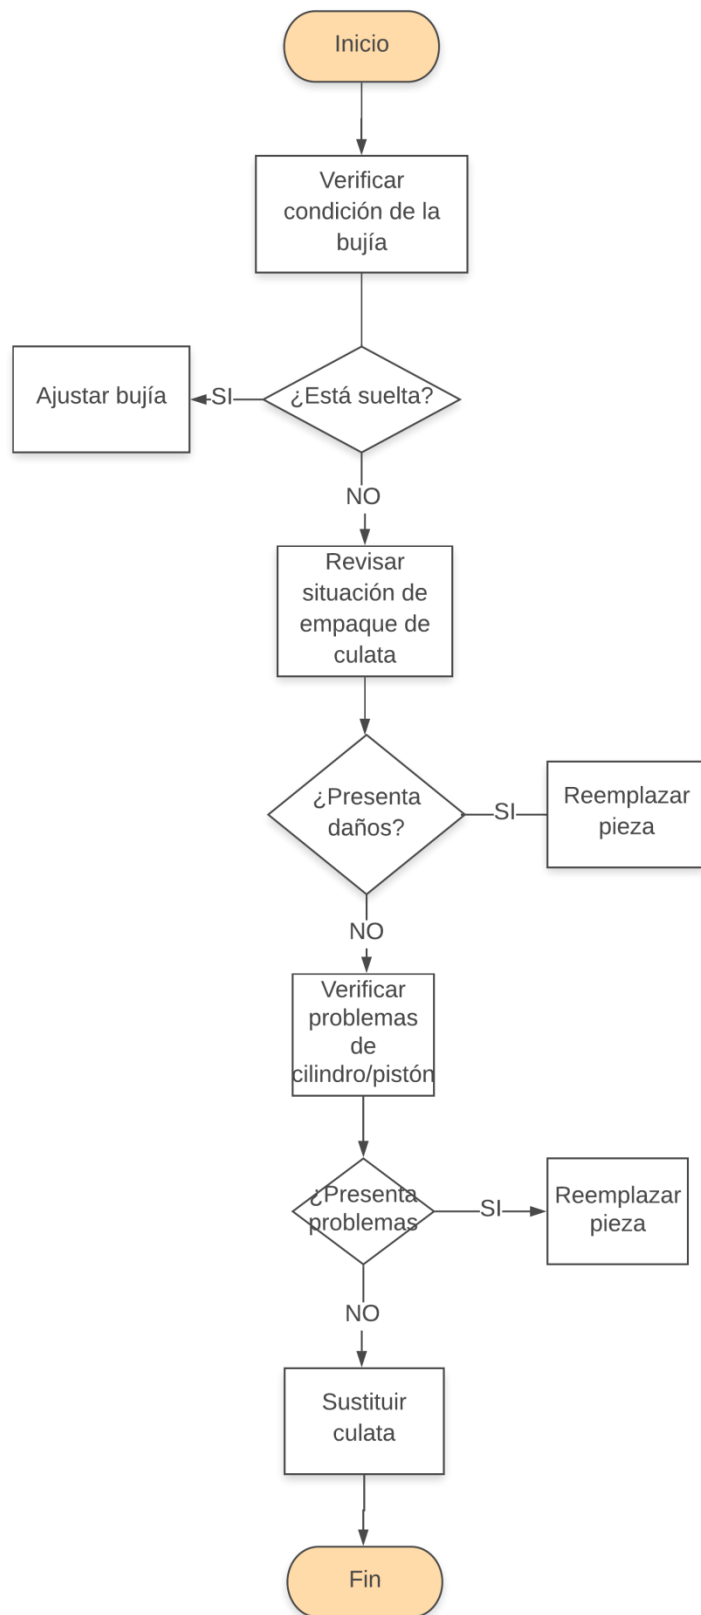 Inicio
Verificar
condición de la
bujía
Ajustar bujía
SI
¿Está suelta?
NO
Revisar
situación de
empaque de
culata
¿Presenta
daños?
SI
Reemplazar
pieza
NO
Verificar
problemas
de
cilindro/pistón
¿Presenta
problemas
SI
Reemplazar
pieza
NO
Sustituir
culata
Fin